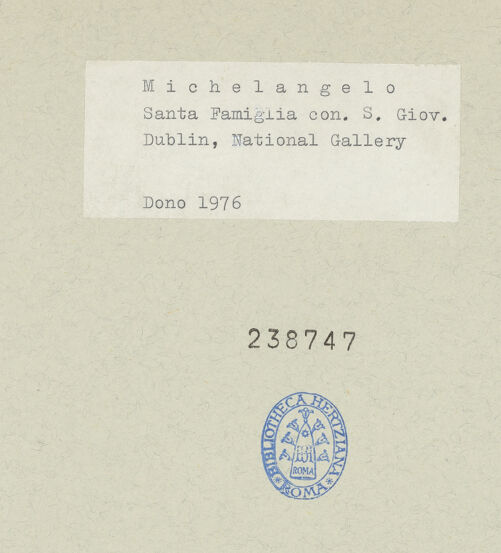 Michelangelo
Santa Famiglia con. S. Giov.
Dublin, National Gallery
Dono 1976
238747
BIBLIOTHECA HERTZIANA
ROMA
ROMA